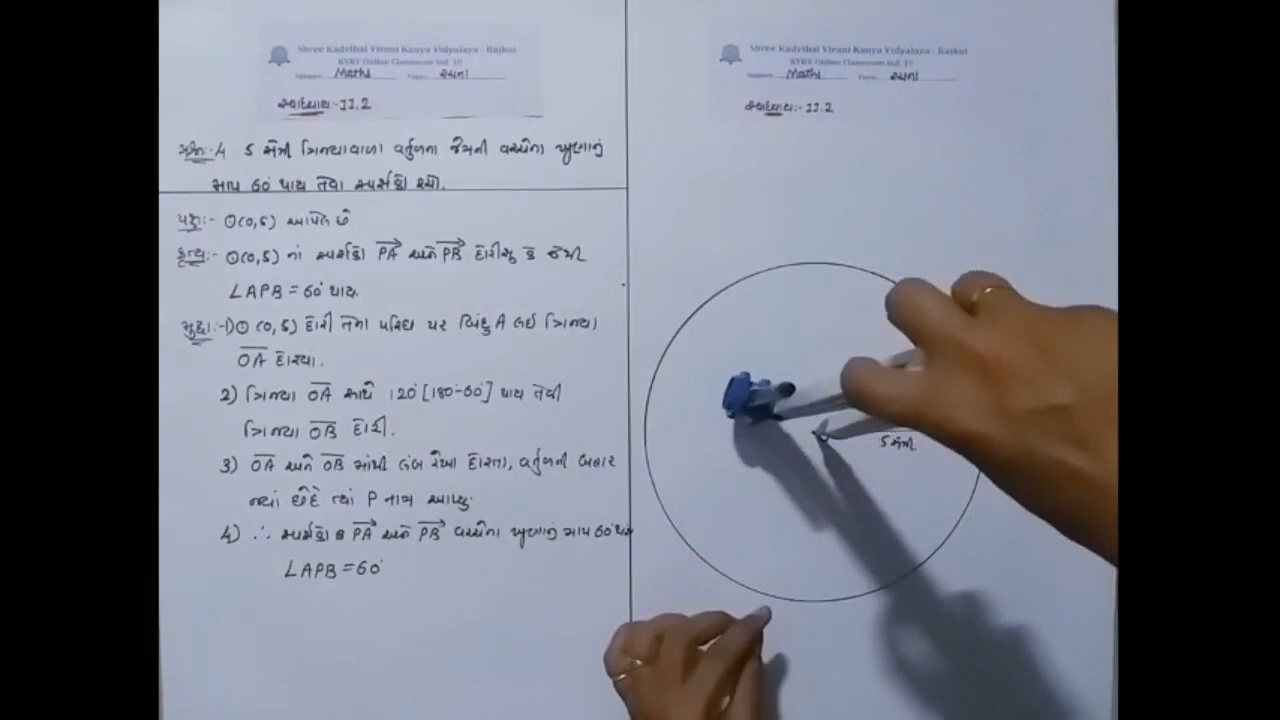 Shree Kadvibai Virani Kanya Vidyalaya - Rajkot
KVKV Online Classroom Std. 10
Subject: Maths Topic: રચના
સ્વાધ્યાય:-11.2
પ્રશ્ન:-4 5 સેમી ત્રિજ્યાવાળા વર્તુળના જેમની વચ્ચેના ખૂણાનું
માપ 60° થાય તેવા સ્પર્શકો રચો.
પક્ષ:- ⊙(O,5) આપેલ છે
કૃત્ય:- ⊙(O,5) નાં સ્પર્શકો PA અને PB દોરીશું કે જેથી
∠APB = 60° થાય.
મુદ્દા:-1) ⊙(O,5) દોરી તેના પરિઘ પર બિંદુ A લઇ ત્રિજ્યા
OA દોરવા.
2) ત્રિજ્યા OA સાથે 120° [180°-60°] થાય તેવી
ત્રિજ્યા OB દોરી.
3) OA અને OB માંથી લંબ રેખા દોરતા, વર્તુળની બહાર
જ્યાં છેદે ત્યાં P નામ આપ્યુ.
4) ∴ સ્પર્શકો PA અને PB વચ્ચેના ખૂણાનું માપ 60° થશે
∠APB = 60°
Shree Kadvibai Virani Kanya Vidyalaya - Rajkot
KVKV Online Classroom Std. 10
Subject: Maths Topic: રચના
સ્વાધ્યાય:-11.2
5 સેમી.